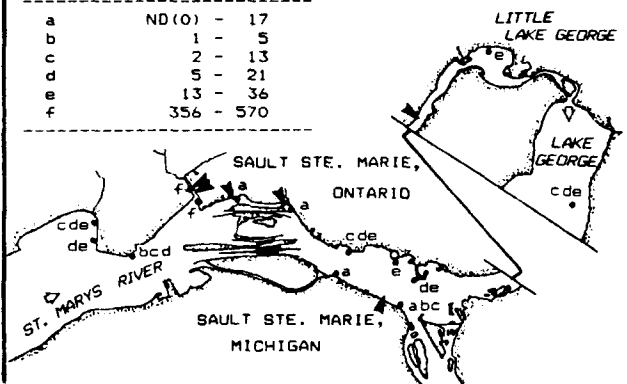 a ND(0) - 17
b 1 - 5
c 2 - 13
d 5 - 21
e 13 - 36
f 356 - 570
LITTLE
LAKE GEORGE
e
LAKE
GEORGE
cde
SAULT STE. MARIE,
ONTARIO
f
f
a
a
cde
de
bcd
cde
e
de
a
abc
ST. MARYS RIVER
SAULT STE. MARIE,
MICHIGAN